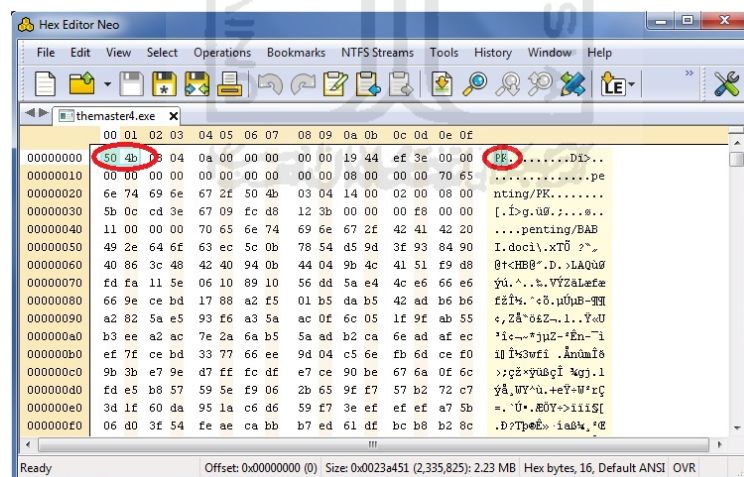 Hex Editor Neo
File Edit View Select Operations Bookmarks NTFS Streams Tools History Window Help
themaster4.exe
00 01 02 03 04 05 06 07 08 09 0a 0b 0c 0d 0e 0f
00000000 50 4b 03 04 0a 00 00 00 00 00 19 44 ef 3e 00 00 PK.........Dï>..
00000010 00 00 00 00 00 00 00 00 00 00 08 00 00 00 70 65 ..............pe
00000020 6e 74 69 6e 67 2f 50 4b 03 04 14 00 02 00 08 00 nting/PK........
00000030 5b 0c cd 3e 67 09 fc d8 12 3b 00 00 00 f8 00 00
00000040 11 00 00 00 70 65 6e 74 69 6e 67 2f 42 41 42 20 ....penting/BAB
00000050 49 2e 64 6f 63 ec 5c 0b 78 54 d5 9d 3f 93 84 90
00000060 40 86 3c 48 42 40 94 0b 44 04 9b 4c 41 51 f9 d8
00000070 fd fa 11 5e 06 10 89 10 56 dd 5a e4 4c e6 66 e6
00000080 66 9e ce bd 17 88 a2 f5 01 b5 da b5 42 ad b6 b6
00000090 a2 82 5a e5 93 f6 a3 5a ac 0f 6c 05 1f 9f ab 55
000000a0 b3 ee a2 ac 7e 2a 6a b5 5a ad b2 ca 6e ad af ec
000000b0 ef 7f ce bd 33 77 66 ee 9d 04 c5 6e fb 6d ce f0
000000c0 9b 3b e7 9e d7 ff fc df e7 ce 90 be 67 6a 0f 6c
000000d0 fd e5 b8 57 59 5e f9 06 2b 65 9f f7 57 b2 72 c7
000000e0 3d 1f 60 da 95 1a c6 d6 59 f7 3e ef ef ef a7 5b
000000f0 06 d0 3f 54 fe ae ca bb b7 ed 61 df bc b8 b2 8c
Ready Offset: 0x00000000 (0) Size: 0x0023a451 (2,335,825): 2.23 MB Hex bytes, 16, Default ANSI OVR